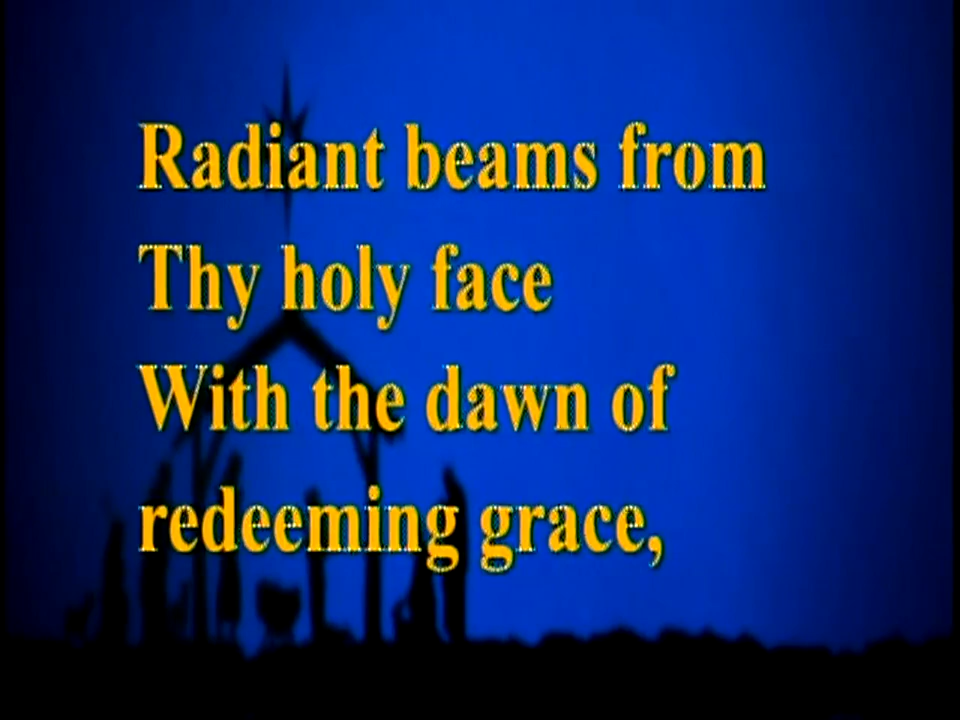 Radiant beams from
Thy holy face
With the dawn of
redeeming grace,